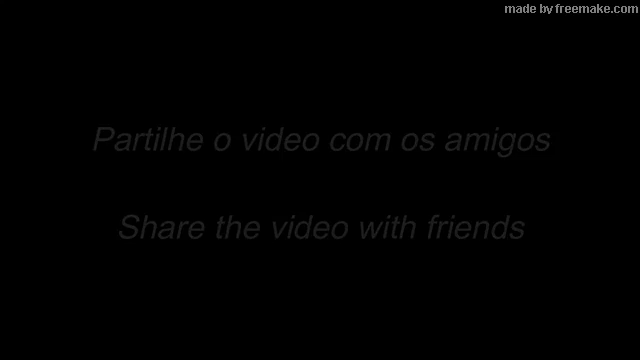 made by freemake.com
Partilhe o video com os amigos
Share the video with friends